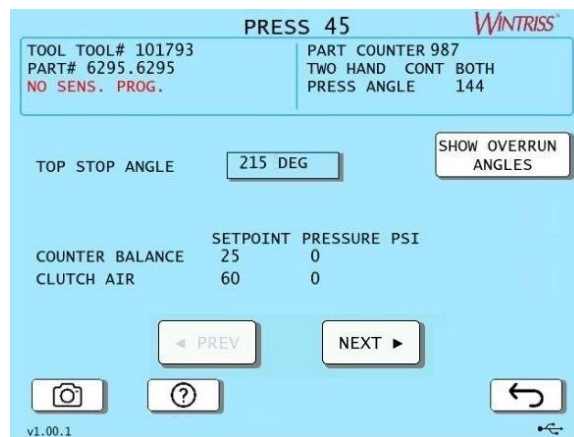 PRESS 45
WINTRISS
TOOL TOOL# 101793
PART# 6295.6295
NO SENS. PROG.
PART COUNTER 987
TWO HAND CONT BOTH
PRESS ANGLE 144
TOP STOP ANGLE 215 DEG
SHOW OVERRUN
ANGLES
SETPOINT PRESSURE PSI
COUNTER BALANCE 25 0
CLUTCH AIR 60 0
◄ PREV
NEXT ►
v1.00.1